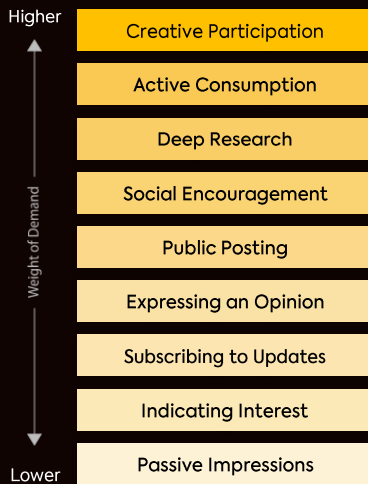 Higher
Creative Participation
Active Consumption
Deep Research
Social Encouragement
Weight of Demand
Public Posting
Expressing an Opinion
Subscribing to Updates
Indicating Interest
Passive Impressions
Lower